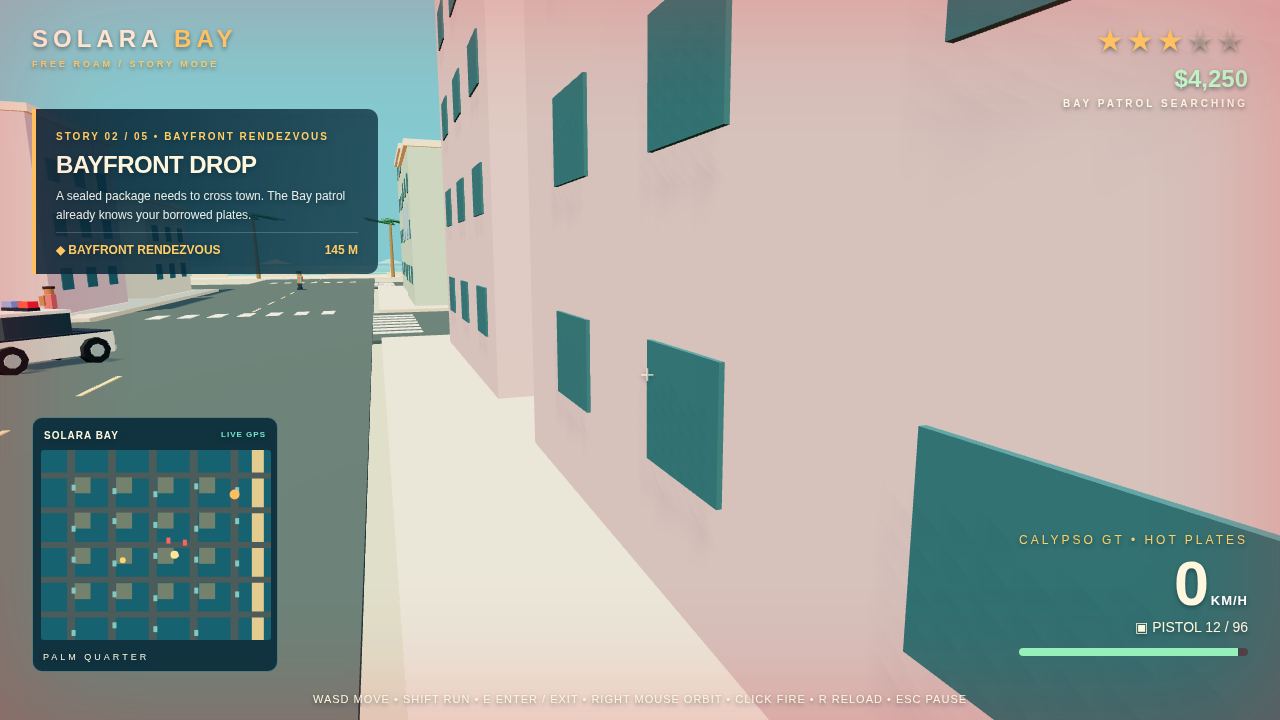 SOLARA BAY
FREE ROAM / STORY MODE
STORY 02 / 05 • BAYFRONT RENDEZVOUS
BAYFRONT DROP
A sealed package needs to cross town. The Bay patrol
already knows your borrowed plates.
◆ BAYFRONT RENDEZVOUS 145 M
★★★★★
$4,250
BAY PATROL SEARCHING
SOLARA BAY LIVE GPS
PALM QUARTER
CALYPSO GT • HOT PLATES
0 KM/H
▣ PISTOL 12 / 96
WASD MOVE • SHIFT RUN • E ENTER / EXIT • RIGHT MOUSE ORBIT • CLICK FIRE • R RELOAD • ESC PAUSE